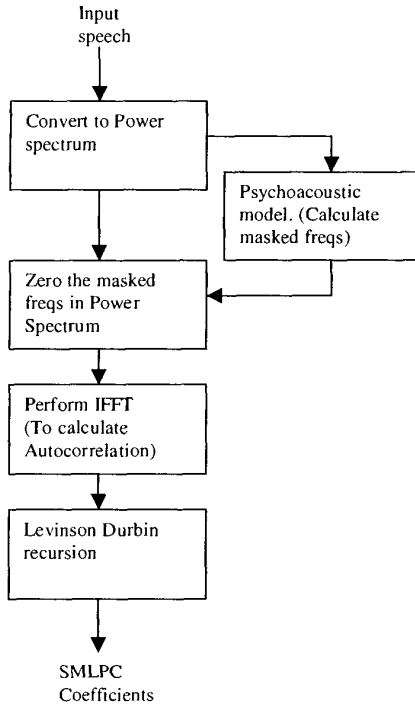 Input
speech
Convert to Power
spectrum
Psychoacoustic
model. (Calculate
masked freqs)
Zero the masked
freqs in Power
Spectrum
Perform IFFT
(To calculate
Autocorrelation)
Levinson Durbin
recursion
SMLPC
Coefficients